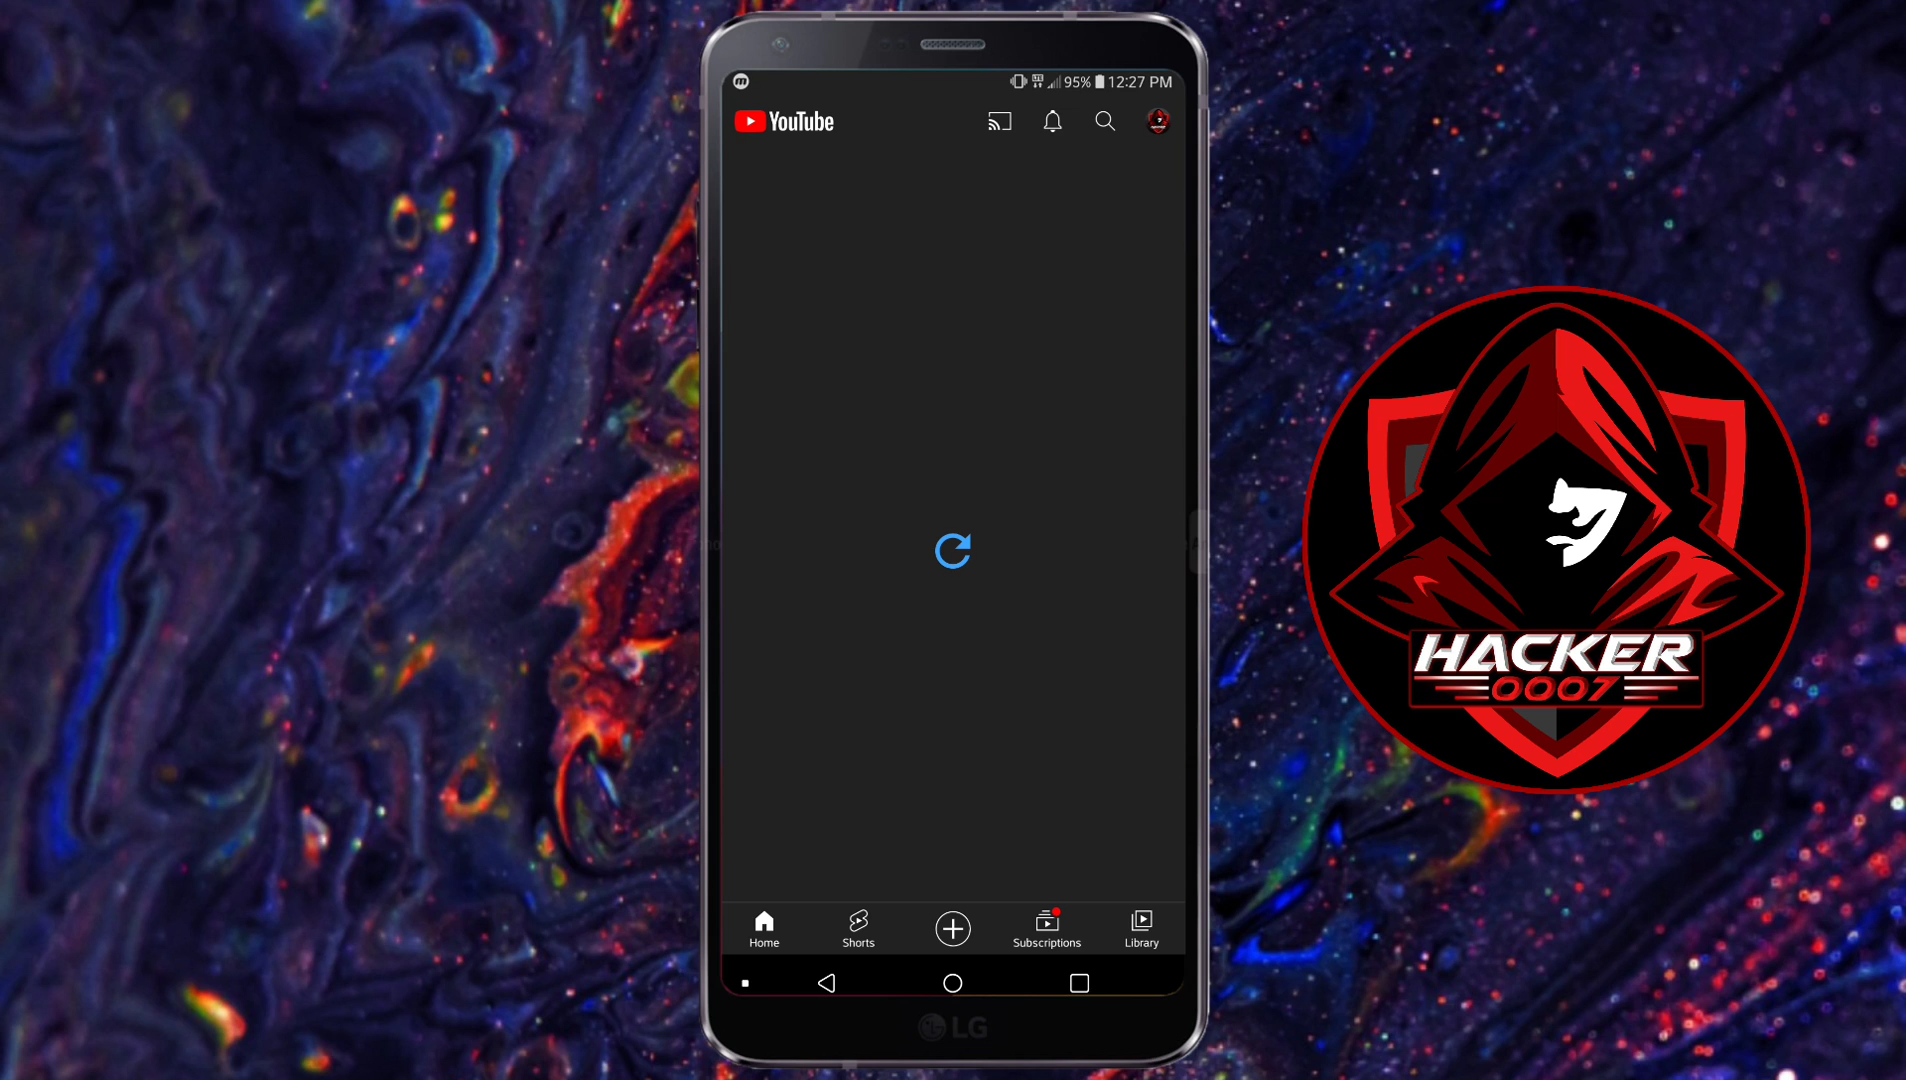 95% 12:27 PM
YouTube
Home
Shorts
Subscriptions
Library
LG
HACKER
0007